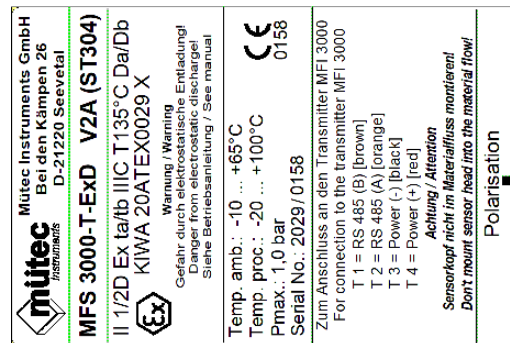 mütec
instruments
Mütec Instruments GmbH
Bei den Kämpen 26
D-21220 Seevetal
MFS 3000-T-ExD V2A (ST304)
II 1/2D Ex ta/tb IIIC T135°C Da/Db
KIWA 20ATEX0029 X
Ex
Warnung / Warning
Gefahr durch elektrostatische Entladung!
Danger from electrostatic discharge!
Siehe Betriebsanleitung / See manual
Temp. amb.: -10 ... +65°C
Temp. proc.: -20 ... +100°C
Pmax.: 1,0 bar
Serial No.: 2029/0158
CE
0158
Zum Anschluss an den Transmitter MFI 3000
For connection to the transmitter MFI 3000
T 1 = RS 485 (B) [brown]
T 2 = RS 485 (A) [orange]
T 3 = Power (-) [black]
T 4 = Power (+) [red]
Achtung / Attention
Sensorkopf nicht im Materialfluss montieren!
Don't mount sensor head into the material flow!
Polarisation